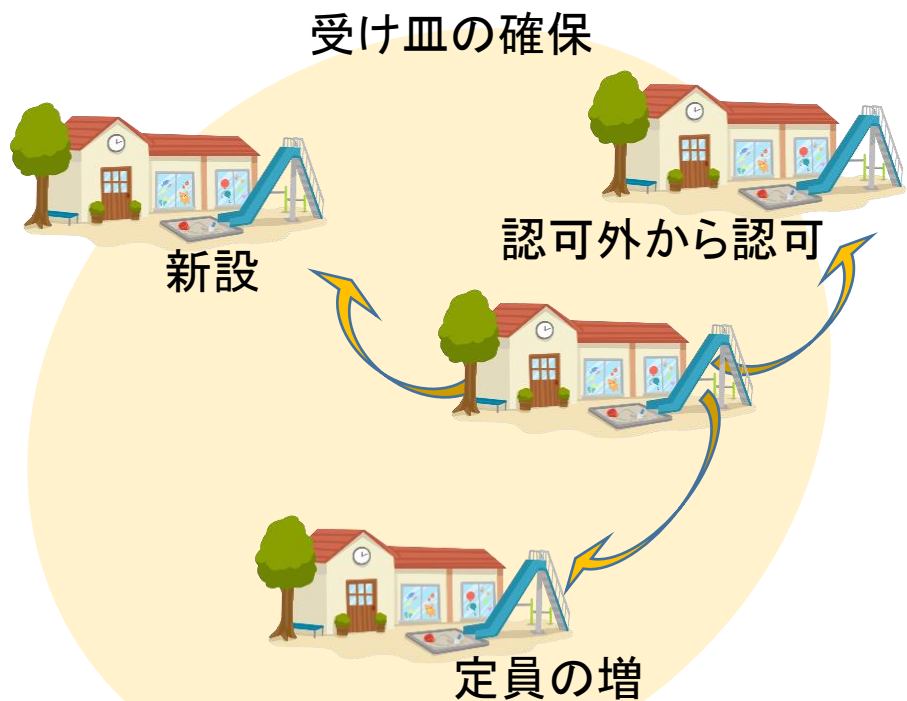 受け皿の確保
認可外から認可
新設
定員の増